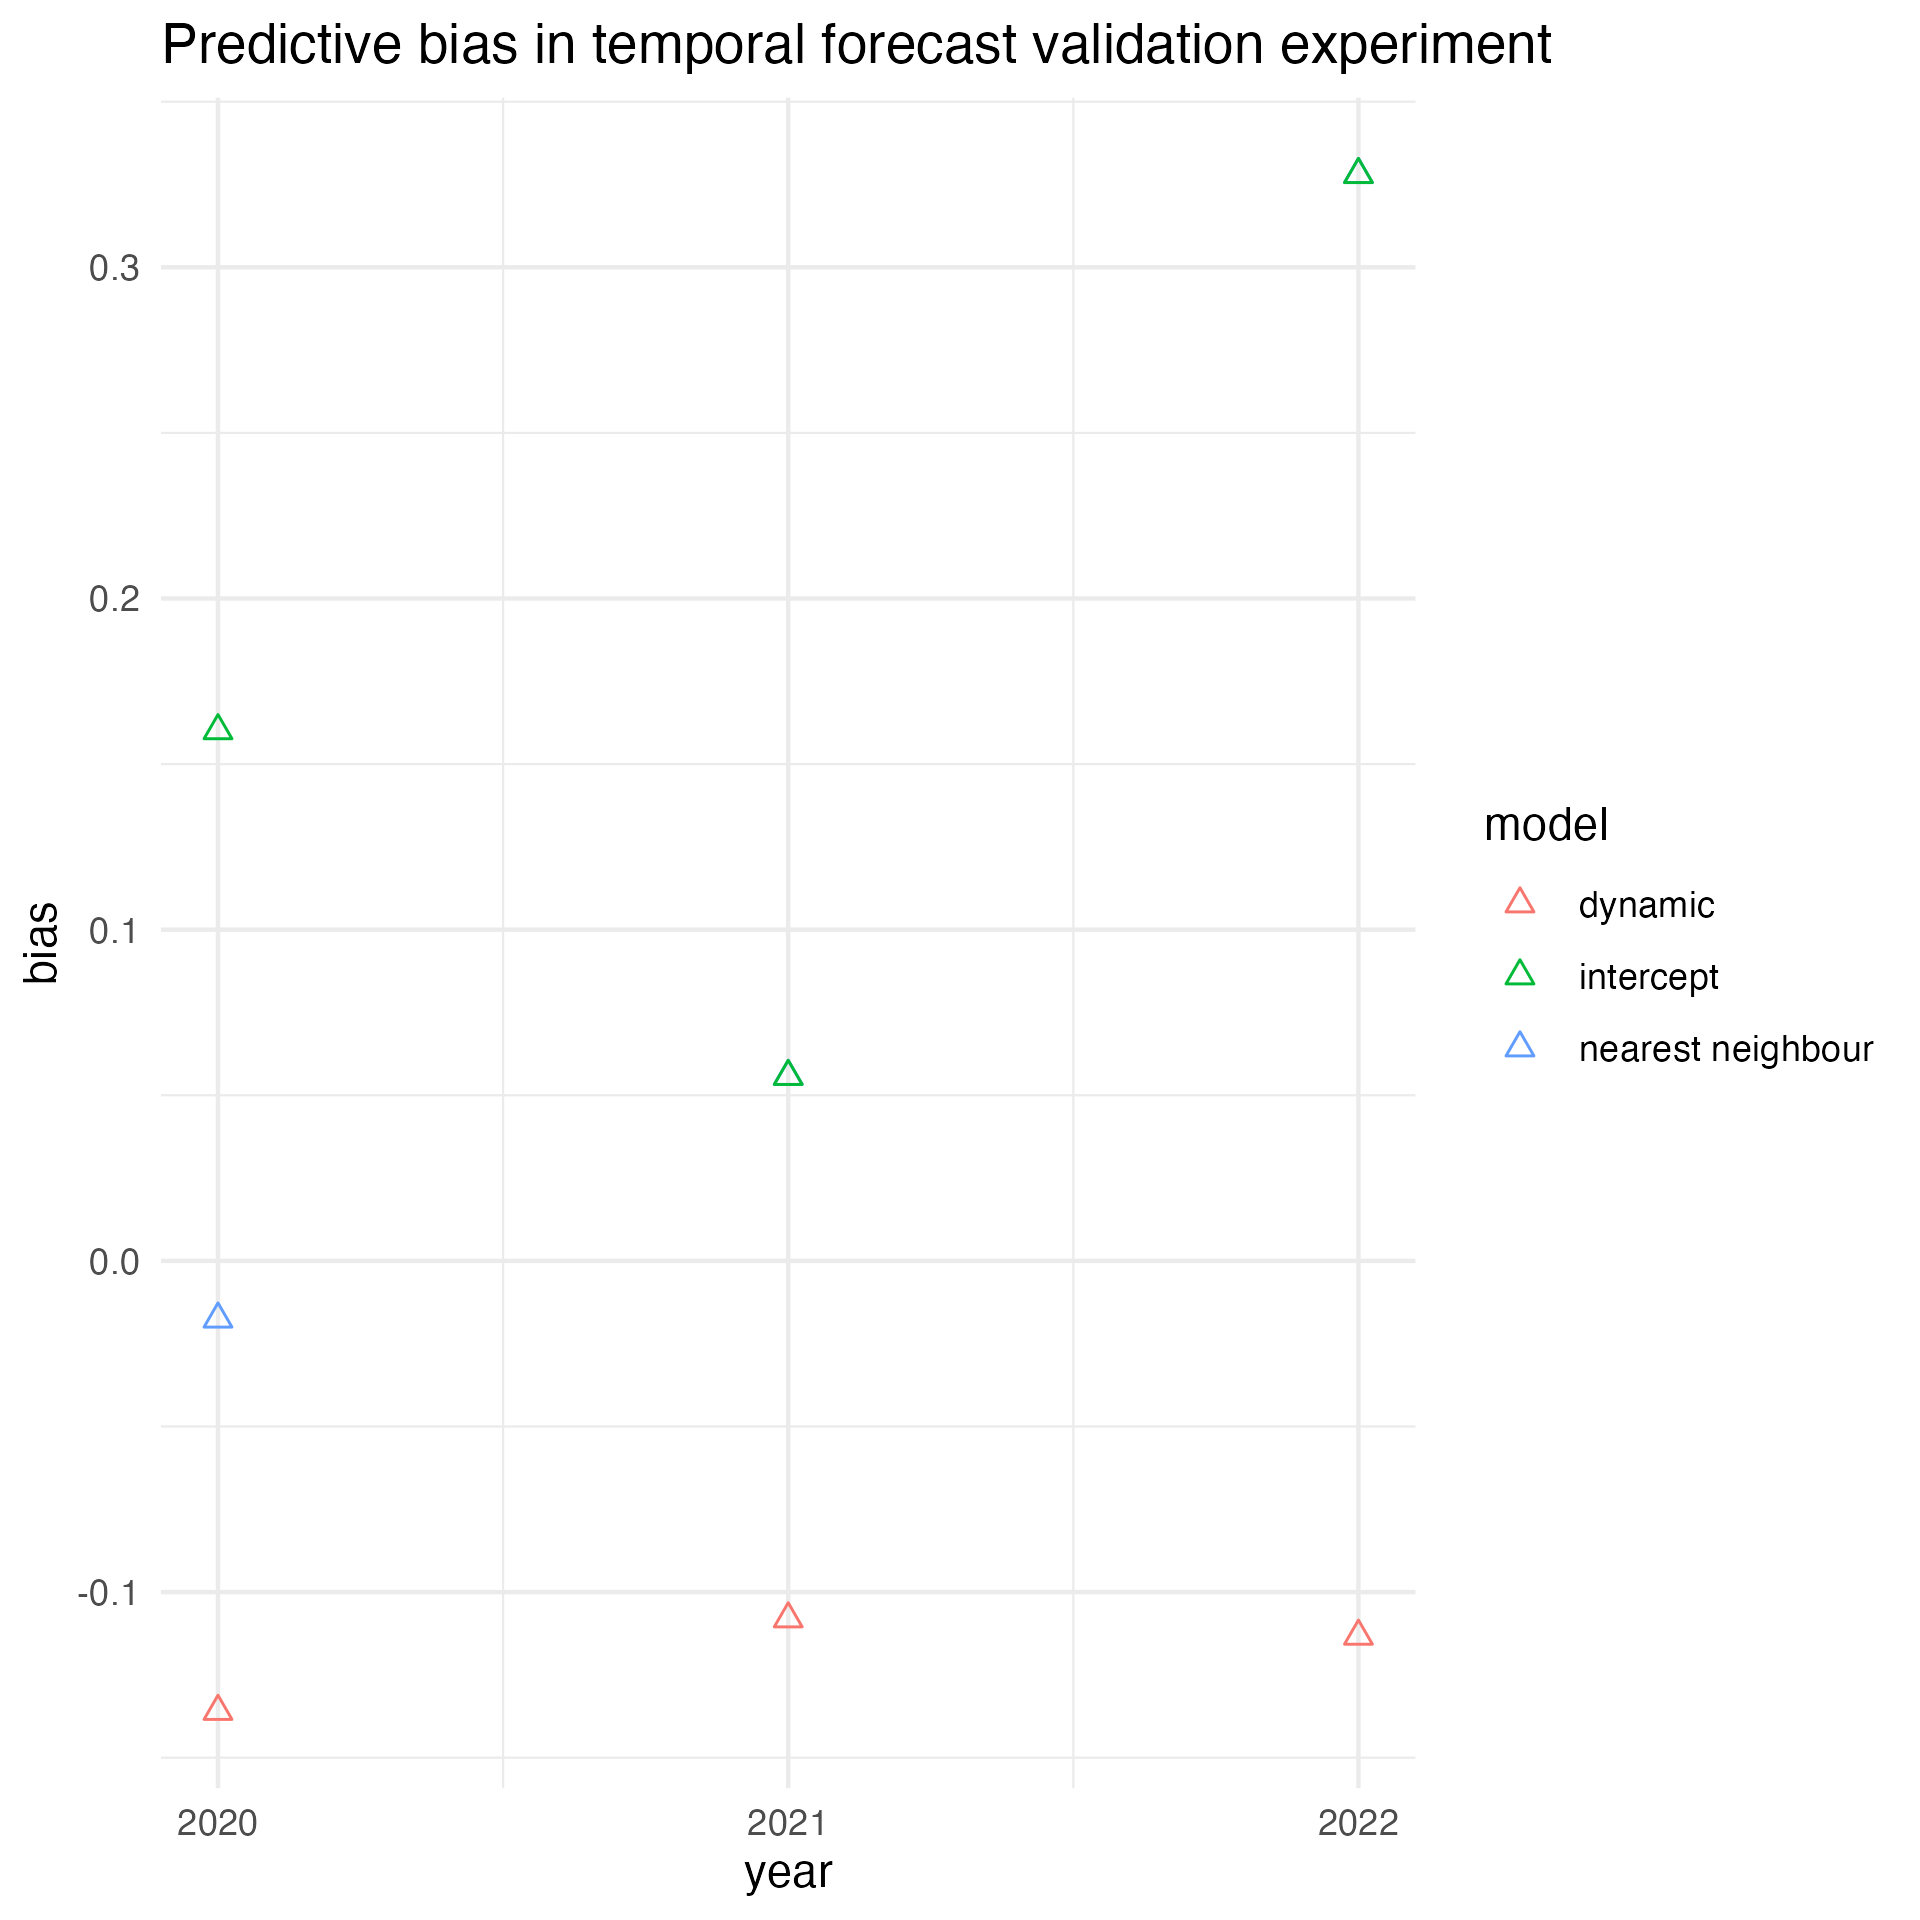 Predictive bias in temporal forecast validation experiment
0.3
0.2
0.1
0.0
-0.1
bias
2020
2021
2022
year
model
dynamic
intercept
nearest neighbour